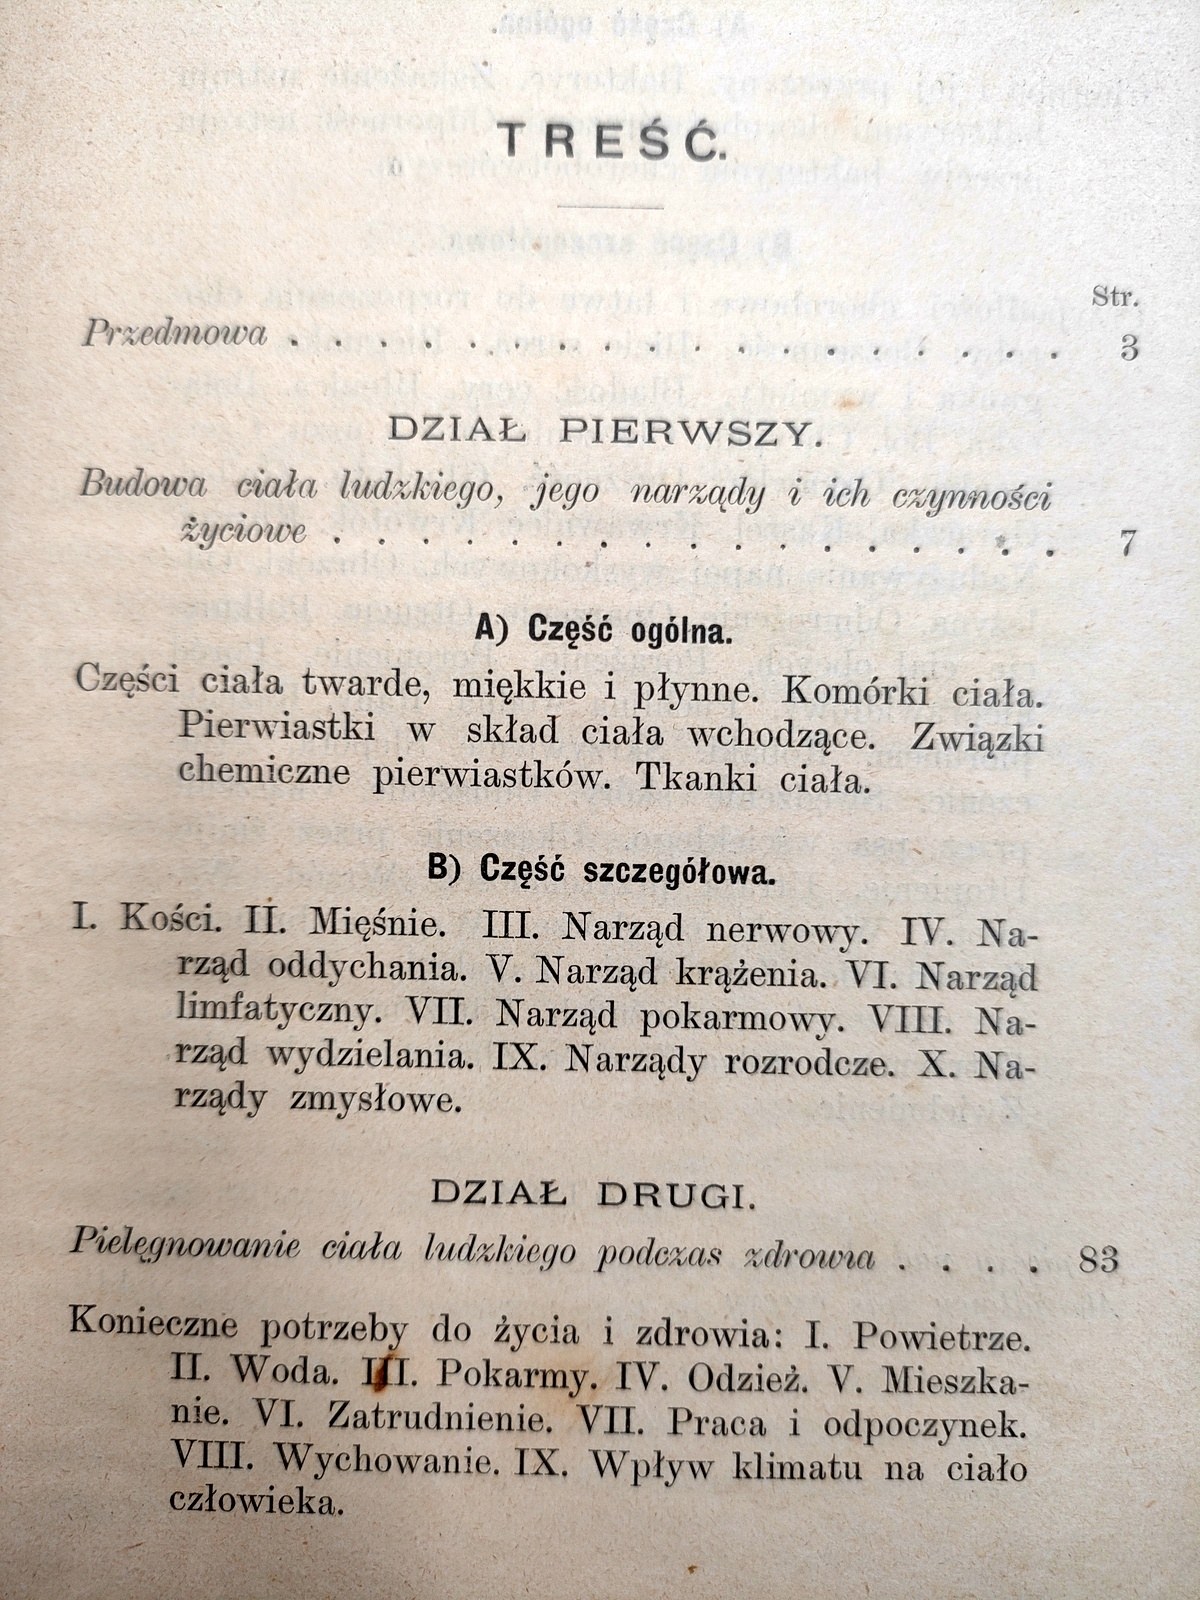 TREŚĆ.
Str.
Przedmowa . . . . . . . . . . . . . . . . . . 3
DZIAŁ PIERWSZY.
Budowa ciała ludzkiego, jego narządy i ich czynności
życiowe . . . . . . . . . . . . . . . . . 7
A) Część ogólna.
Części ciała twarde, miękkie i płynne. Komórki ciała.
Pierwiastki w skład ciała wchodzące. Związki
chemiczne pierwiastków. Tkanki ciała.
B) Część szczegółowa.
I. Kości. II. Mięśnie. III. Narząd nerwowy. IV. Na-
rząd oddychania. V. Narząd krążenia. VI. Narząd
limfatyczny. VII. Narząd pokarmowy. VIII. Na-
rząd wydzielania. IX. Narządy rozrodcze. X. Na-
rządy zmysłowe.
DZIAŁ DRUGI.
Pielęgnowanie ciała ludzkiego podczas zdrowia . . . . 83
Konieczne potrzeby do życia i zdrowia: I. Powietrze.
II. Woda. III. Pokarmy. IV. Odzież. V. Mieszka-
nie. VI. Zatrudnienie. VII. Praca i odpoczynek.
VIII. Wychowanie. IX. Wpływ klimatu na ciało
człowieka.